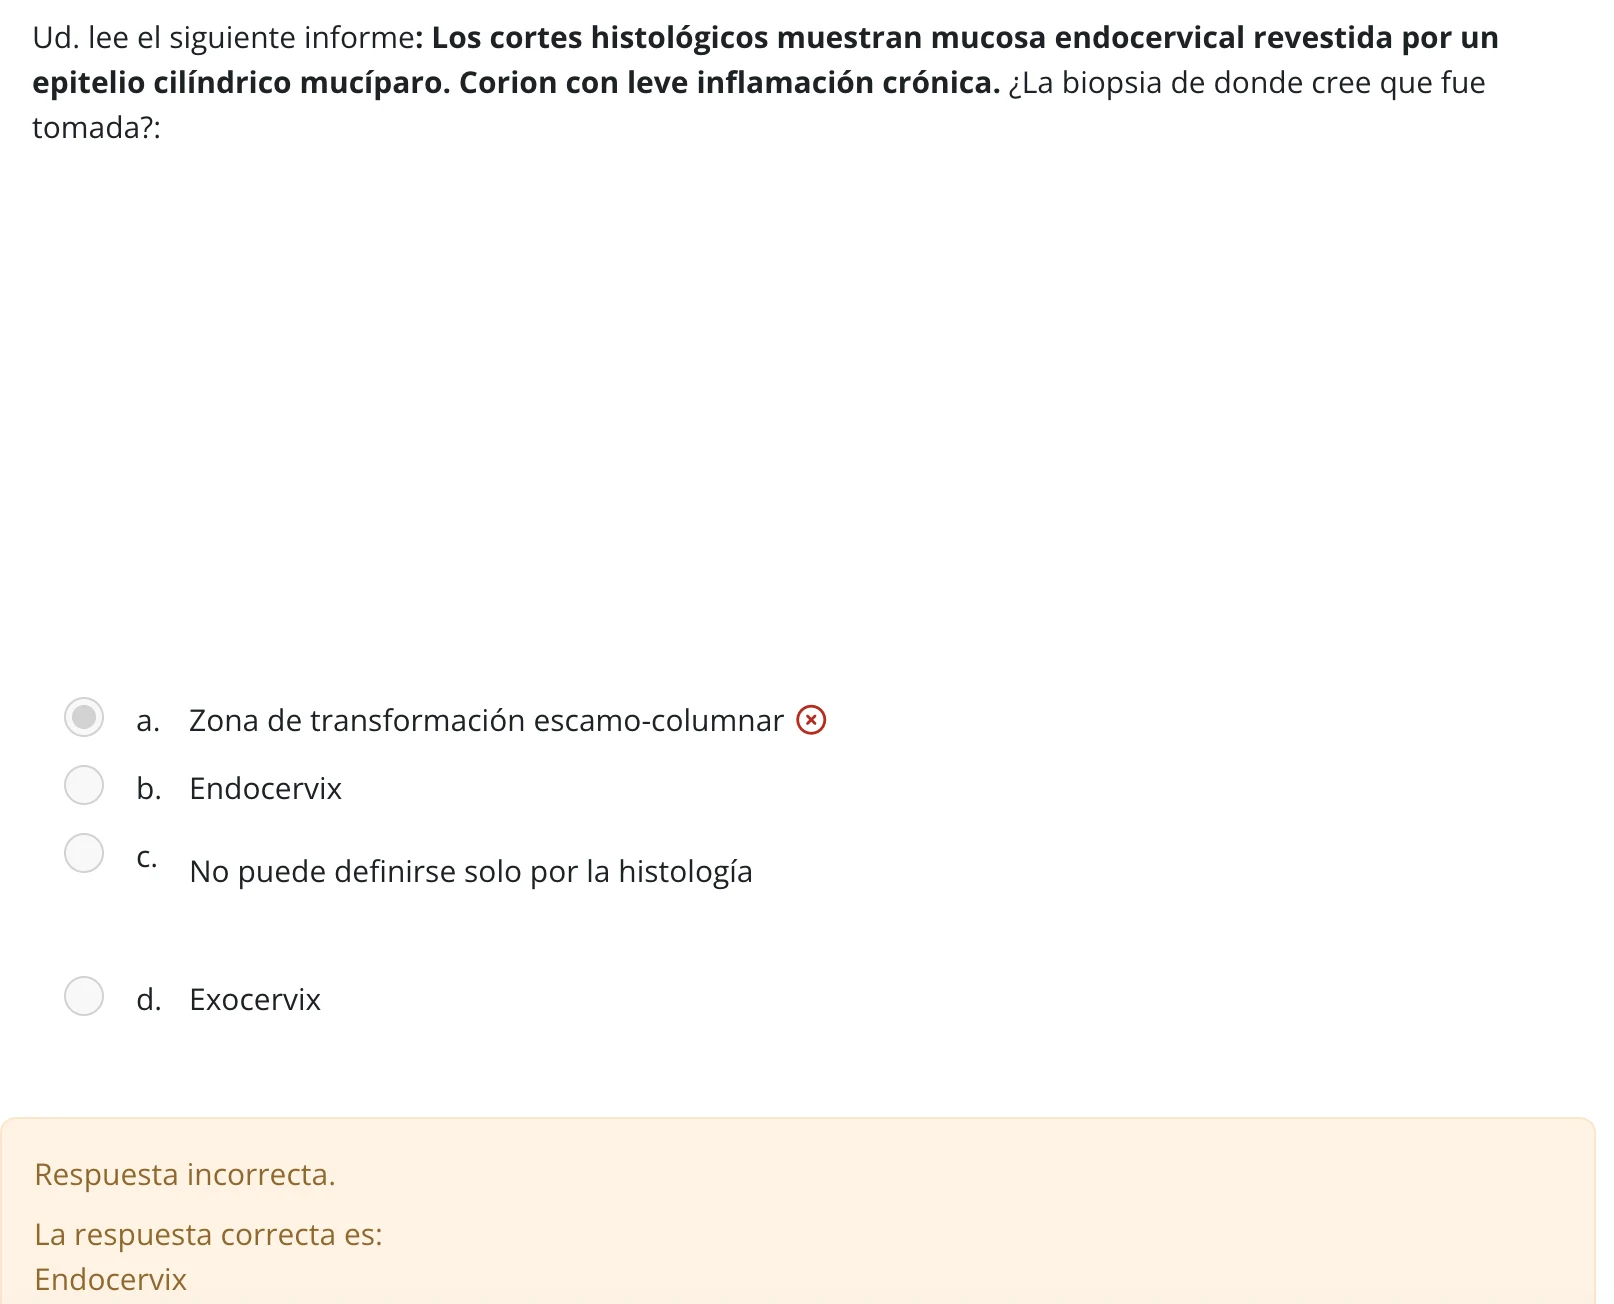 Ud. lee el siguiente informe: Los cortes histológicos muestran mucosa endocervical revestida por un
epitelio cilíndrico mucíparo. Corion con leve inflamación crónica. ¿La biopsia de donde cree que fue
tomada?:
a. Zona de transformación escamo-columnar
b. Endocervix
c. No puede definirse solo por la histología
d. Exocervix
Respuesta incorrecta.
La respuesta correcta es:
Endocervix